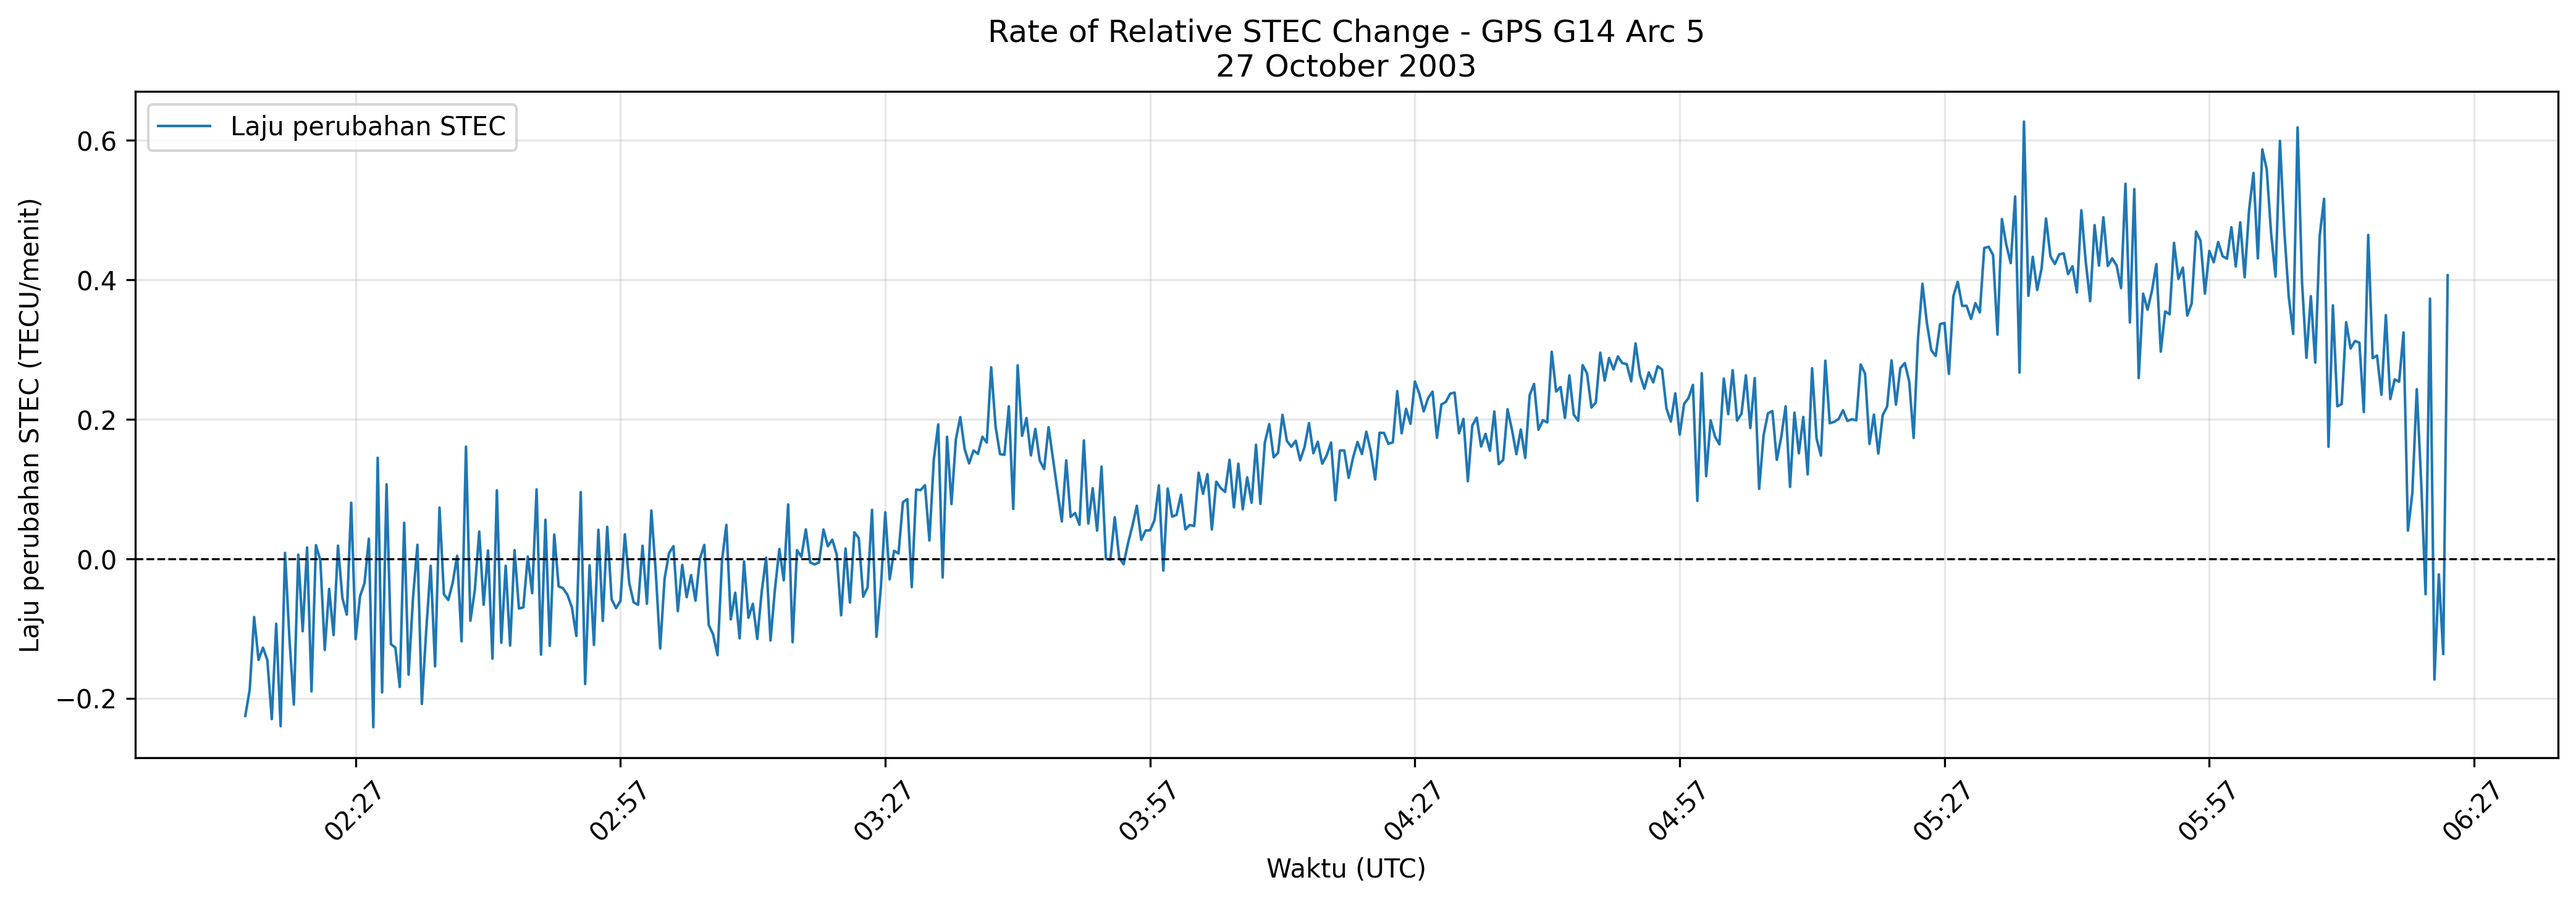 Rate of Relative STEC Change - GPS G14 Arc 5
27 October 2003
Laju perubahan STEC
Laju perubahan STEC (TECU/menit)
0.6
0.4
0.2
0.0
−0.2
02:27
02:57
03:27
03:57
04:27
04:57
05:27
05:57
06:27
Waktu (UTC)